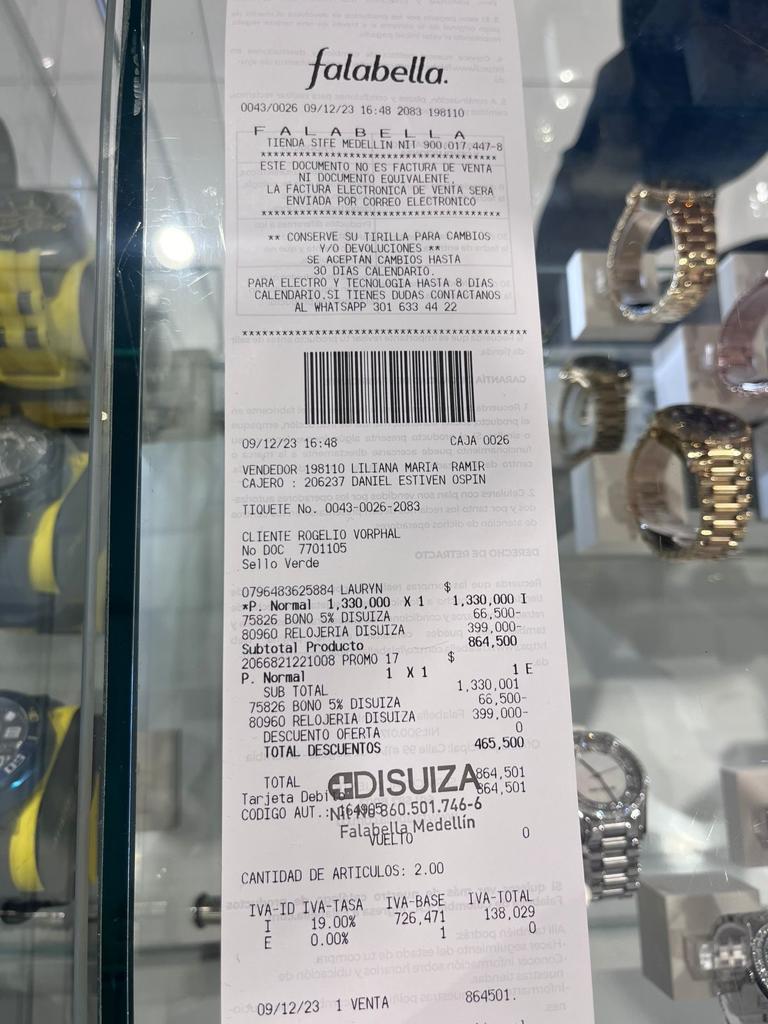 falabella.
0043/0026 09/12/23 16:48 2083 198110
F A L A B E L L A
TIENDA STFE MEDELLIN NIT 900.017.447-8
****************************************
ESTE DOCUMENTO NO ES FACTURA DE VENTA
NI DOCUMENTO EQUIVALENTE,
LA FACTURA ELECTRONICA DE VENTA SERA
ENVIADA POR CORREO ELECTRONICO
****************************************
** CONSERVE SU TIRILLA PARA CAMBIOS
Y/O DEVOLUCIONES **
SE ACEPTAN CAMBIOS HASTA
30 DIAS CALENDARIO.
PARA ELECTRO Y TECNOLOGIA HASTA 8 DIAS
CALENDARIO.SI TIENES DUDAS CONTACTANOS
AL WHATSAPP 301 633 44 22
****************************************
09/12/23 16:48 CAJA 0026
VENDEDOR 198110 LILIANA MARIA RAMIR
CAJERO : 206237 DANIEL ESTIVEN OSPIN
TIQUETE No. 0043-0026-2083
CLIENTE ROGELIO VORPHAL
No DOC 7701105
Sello Verde
0796483625884 LAURYN $
*P. Normal 1,330,000 X 1 1,330,000 I
75826 BONO 5% DISUIZA 66,500-
80960 RELOJERIA DISUIZA 399,000-
Subtotal Producto 864,500
2066821221008 PROMO 17 $
P. Normal 1 X 1 1 E
SUB TOTAL 1,330,001
75826 BONO 5% DISUIZA 66,500-
80960 RELOJERIA DISUIZA 399,000-
DESCUENTO OFERTA 0
TOTAL DESCUENTOS 465,500
TOTAL 864,501
Tarjeta Debito 864,501
CODIGO AUT.:
DISUIZA
Nit No 860.501.746-6
Falabella Medellín
VUELTO 0
CANTIDAD DE ARTICULOS: 2.00
IVA-ID IVA-TASA IVA-BASE IVA-TOTAL
I 19.00% 726,471 138,029
E 0.00% 1 0
09/12/23 1 VENTA 864501.